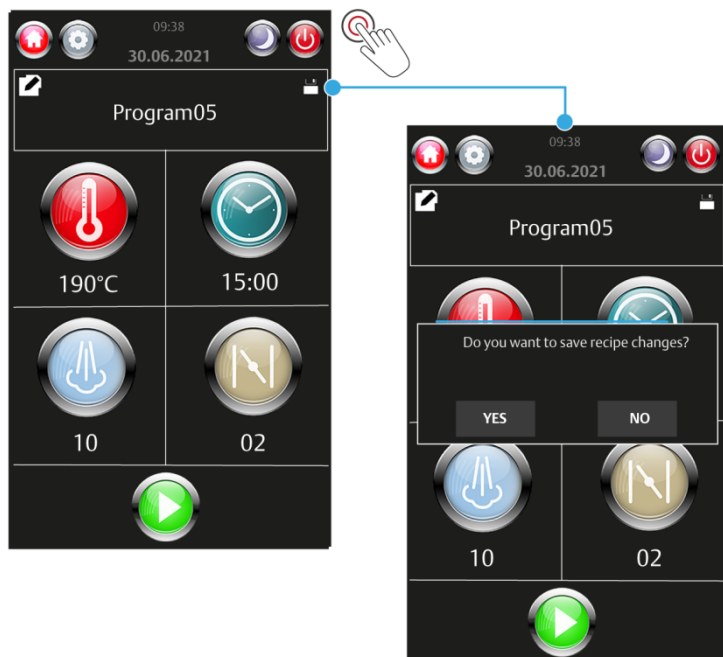 09:38
30.06.2021
Program05
190°C
15:00
10
02
09:38
30.06.2021
Program05
Do you want to save recipe changes?
YES
NO
10
02